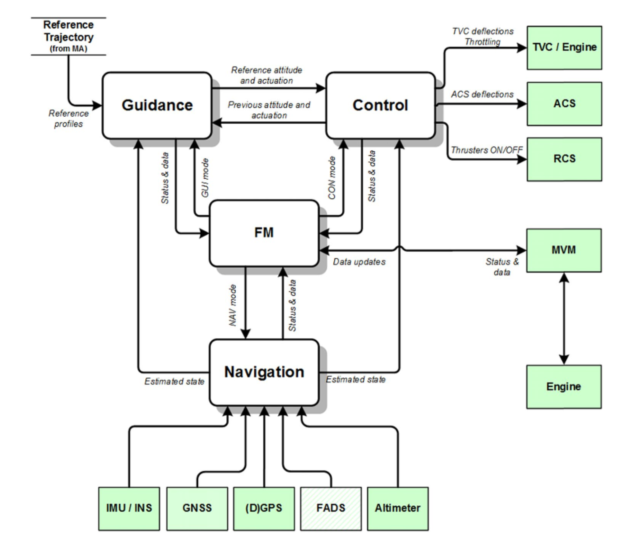 Reference
Trajectory
(from MA)
Reference
profiles
Guidance
Reference attitude
and actuation
Previous attitude and
actuation
Control
TVC deflections
Throttling
TVC / Engine
ACS deflections
ACS
Thrusters ON/OFF
RCS
Status & data
GUI mode
CON mode
Status & data
FM
Data updates
Status &
data
MVM
NAV mode
Status & data
Estimated state
Navigation
Estimated state
Engine
IMU / INS
GNSS
(D)GPS
FADS
Altimeter